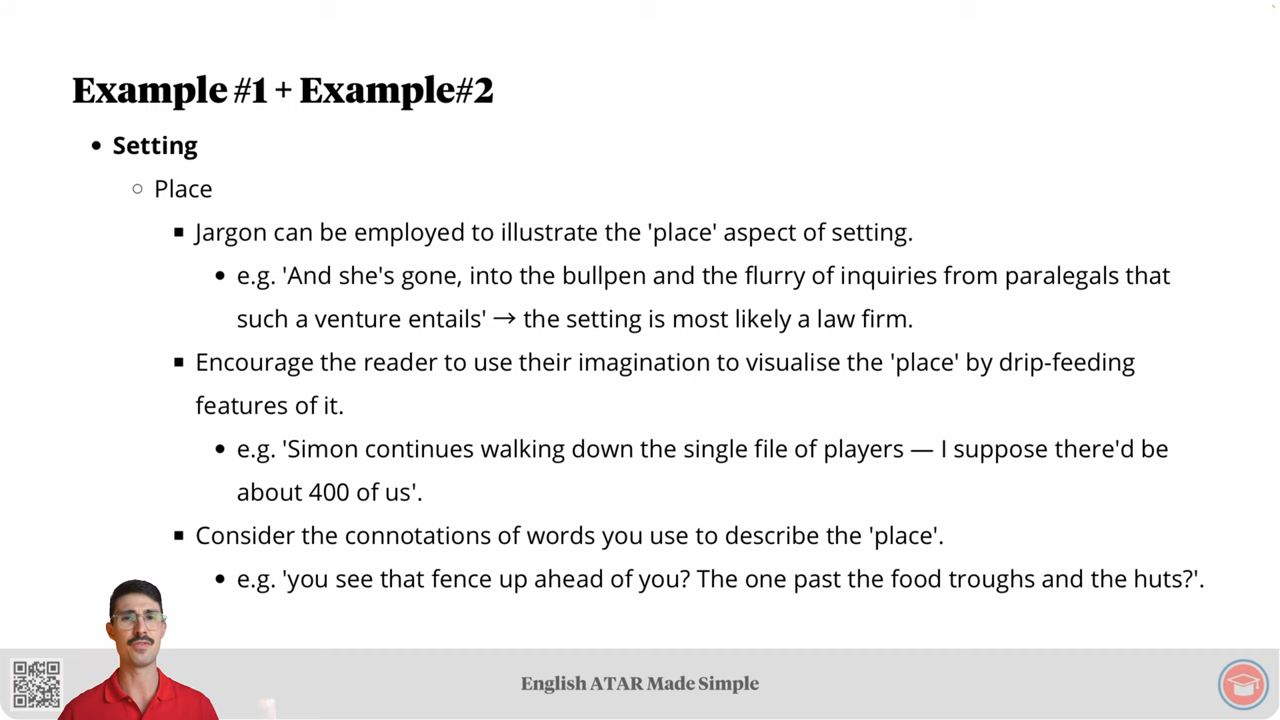 Example #1 + Example#2
• Setting
○ Place
▪ Jargon can be employed to illustrate the 'place' aspect of setting.
• e.g. 'And she's gone, into the bullpen and the flurry of inquiries from paralegals that
such a venture entails' → the setting is most likely a law firm.
▪ Encourage the reader to use their imagination to visualise the 'place' by drip-feeding
features of it.
• e.g. 'Simon continues walking down the single file of players — I suppose there'd be
about 400 of us'.
▪ Consider the connotations of words you use to describe the 'place'.
• e.g. 'you see that fence up ahead of you? The one past the food troughs and the huts?'.
English ATAR Made Simple